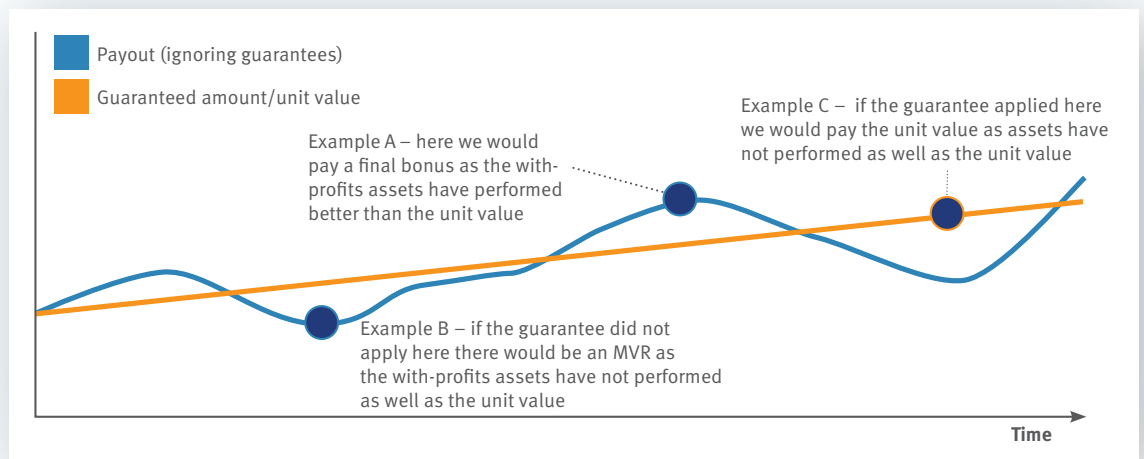 Payout (ignoring guarantees)
Guaranteed amount/unit value
Example A – here we would
pay a final bonus as the with-
profits assets have performed
better than the unit value
Example C –  if the guarantee applied here
we would pay the unit value as assets have
not performed as well as the unit value
Example B – if the guarantee did not
apply here there would be an MVR as
the with-profits assets have not performed
as well as the unit value
Time